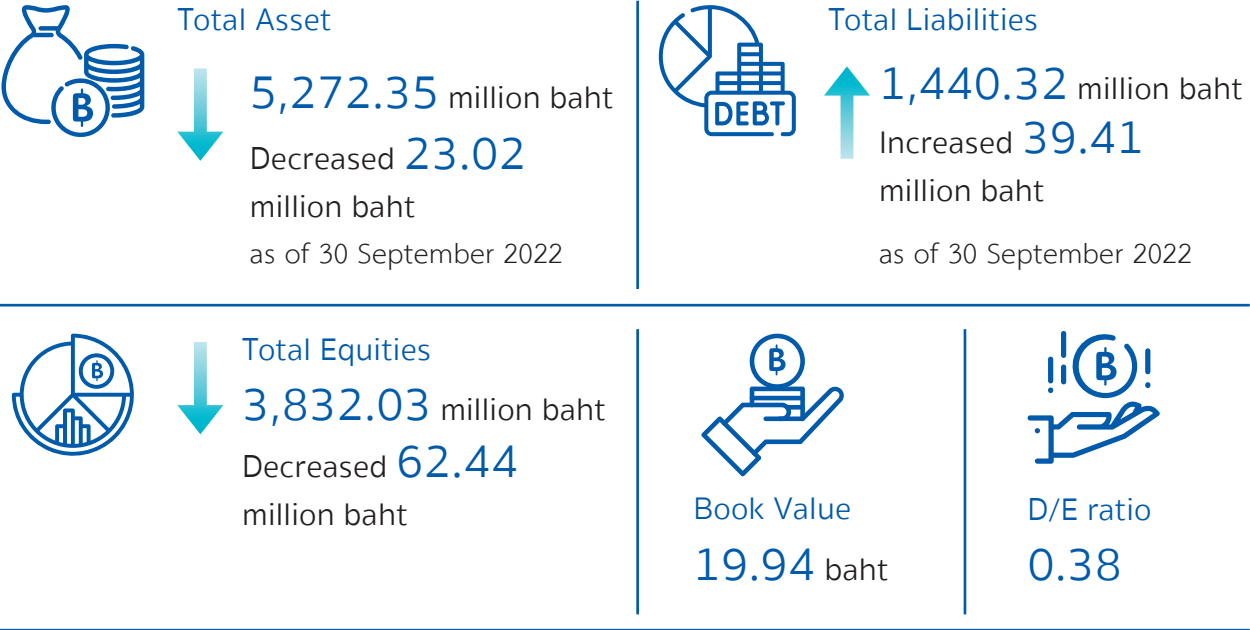 Total Asset
5,272.35 million baht
Decreased 23.02
million baht
as of 30 September 2022
฿
Total Liabilities
1,440.32 million baht
Increased 39.41
million baht
as of 30 September 2022
DEBT
Total Equities
3,832.03 million baht
Decreased 62.44
million baht
฿
฿
Book Value
19.94 baht
฿
D/E ratio
0.38